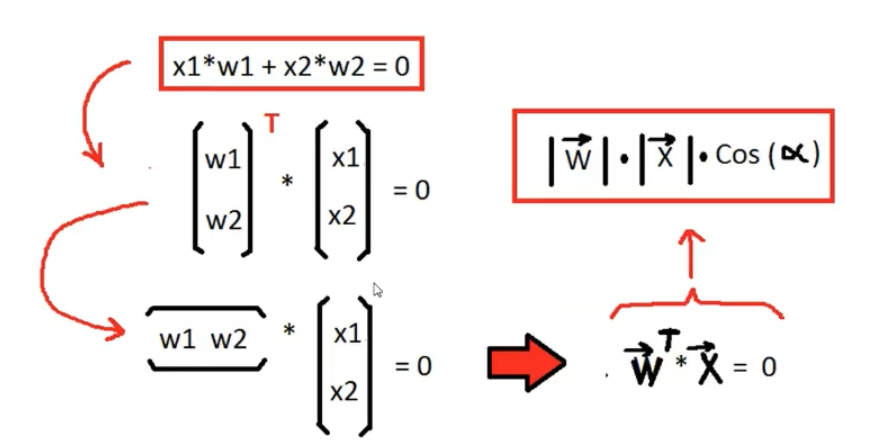 x1*w1 + x2*w2 = 0
T
w1 * x1 = 0
w2 x2
w1 w2 * x1 = 0
x2
|W|•|X|•Cos(α)
W^T*X = 0